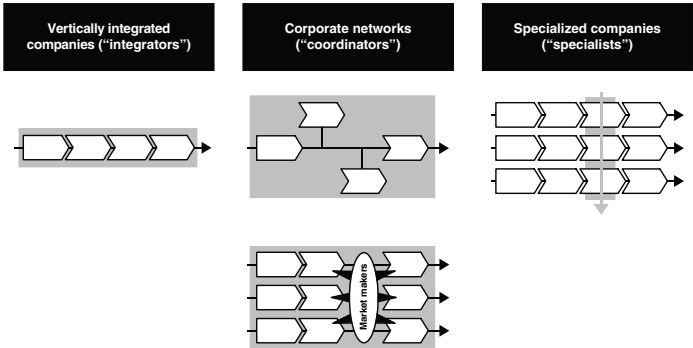 Vertically integrated
companies (“integrators”)
Corporate networks
(“coordinators”)
Specialized companies
(“specialists”)
Market makers